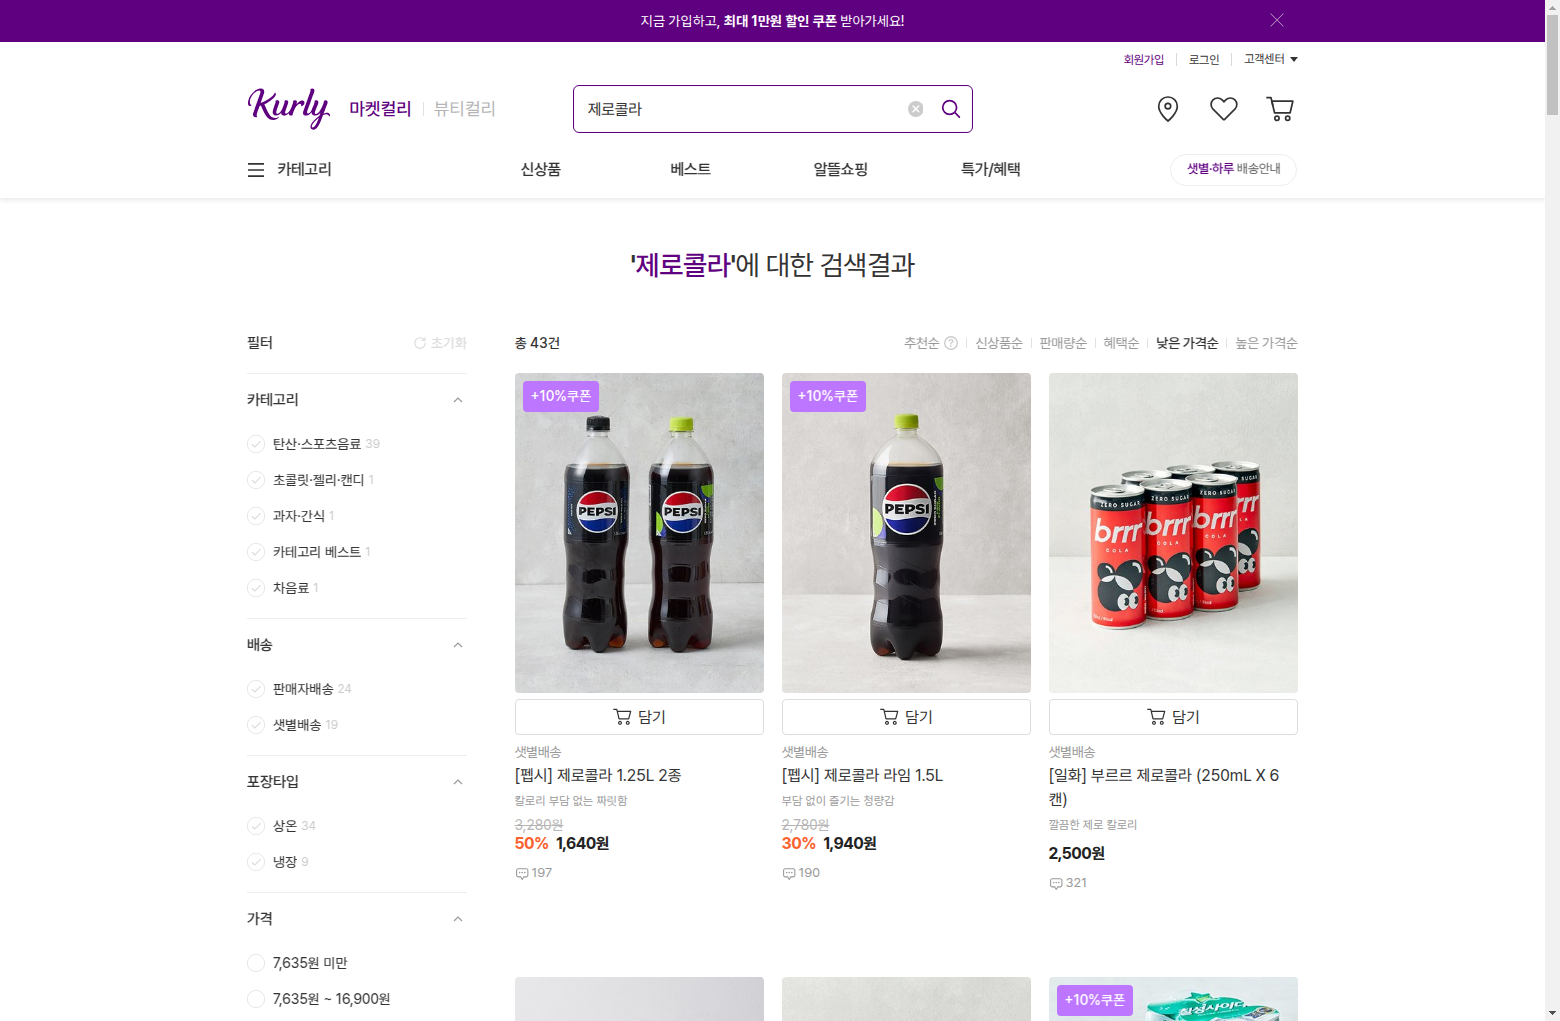 지금 가입하고, 최대 1만원 할인 쿠폰 받아가세요!
회원가입 로그인 고객센터
Kurly 마켓컬리 뷰티컬리
제로콜라
카테고리 신상품 베스트 알뜰쇼핑 특가/혜택 샛별·하루 배송안내
'제로콜라'에 대한 검색결과
필터 초기화
총 43건 추천순 ? 신상품순 판매량순 혜택순 낮은 가격순 높은 가격순
카테고리
탄산·스포츠음료 39
초콜릿·젤리·캔디 1
과자·간식 1
카테고리 베스트 1
차음료 1
배송
판매자배송 24
샛별배송 19
포장타입
상온 34
냉장 9
가격
7,635원 미만
7,635원 ~ 16,900원
+10%쿠폰
PEPSI PEPSI
담기
샛별배송
[펩시] 제로콜라 1.25L 2종
칼로리 부담 없는 짜릿함
3,280원
50% 1,640원
197
+10%쿠폰
PEPSI
담기
샛별배송
[펩시] 제로콜라 라임 1.5L
부담 없이 즐기는 청량감
2,780원
30% 1,940원
190
ZERO SUGAR ZERO SUGAR ZERO SUGAR
brrr brrr brrr rr
COLA COLA COLA
담기
샛별배송
[일화] 부르르 제로콜라 (250mL X 6
캔)
깔끔한 제로 칼로리
2,500원
321
+10%쿠폰
칠성사이다